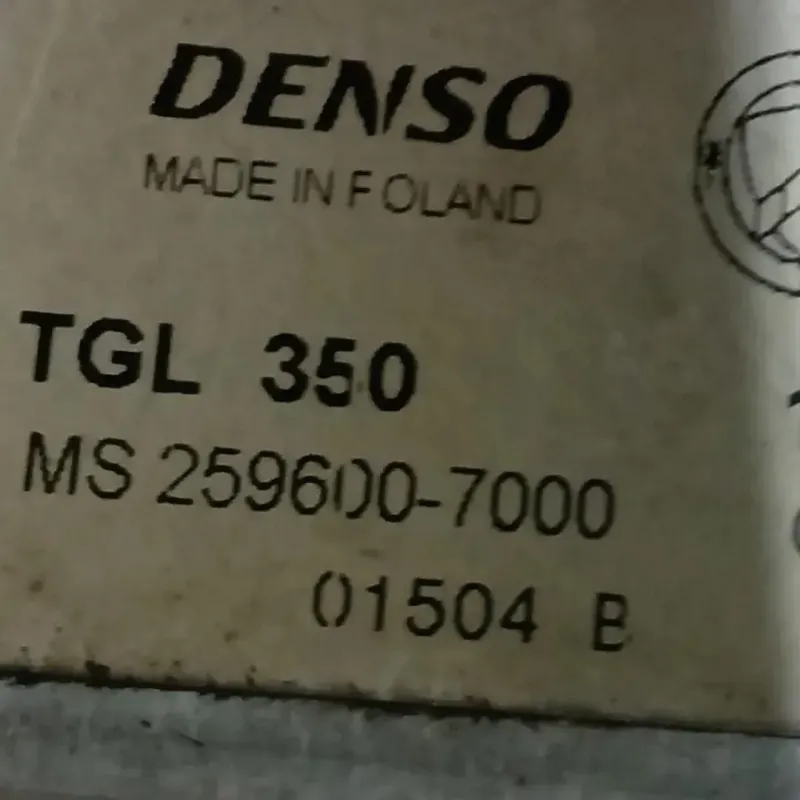 DENSO
MADE IN POLAND
TGL 350
MS 259600-7000
01504 B